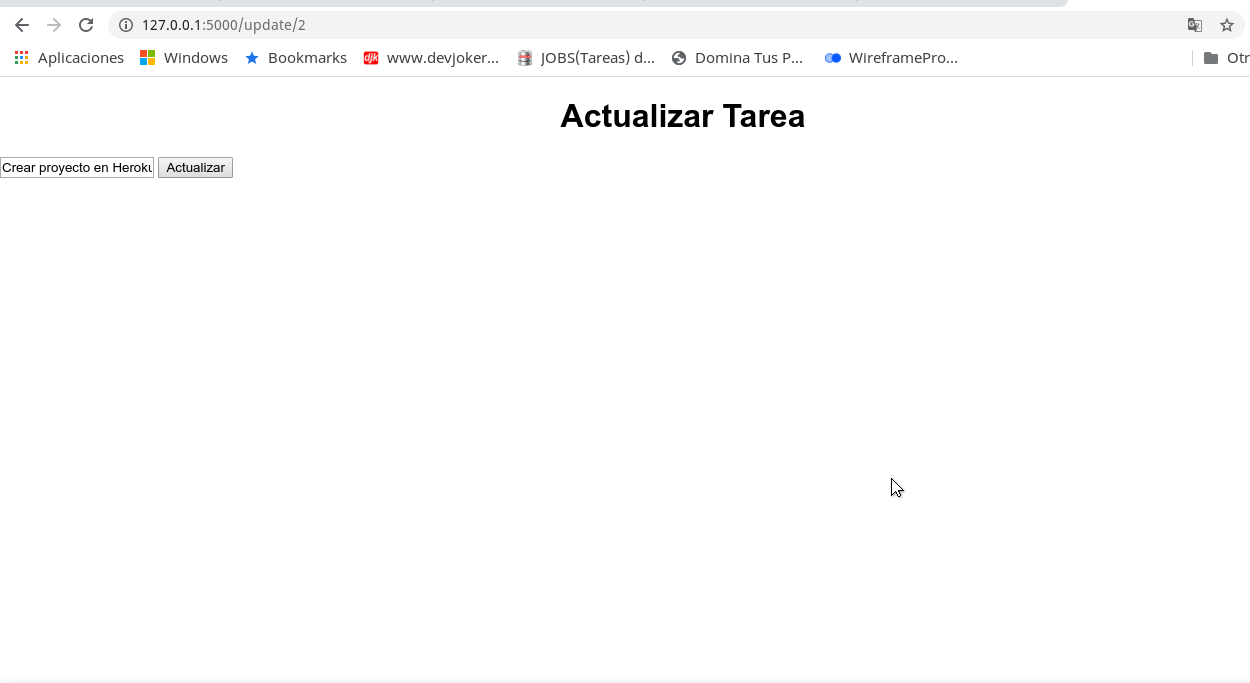 127.0.0.1:5000/update/2
Aplicaciones Windows Bookmarks djk www.devjoker... JOBS(Tareas) d... Domina Tus P... WireframePro... Otr
Actualizar Tarea
Crear proyecto en Heroku Actualizar